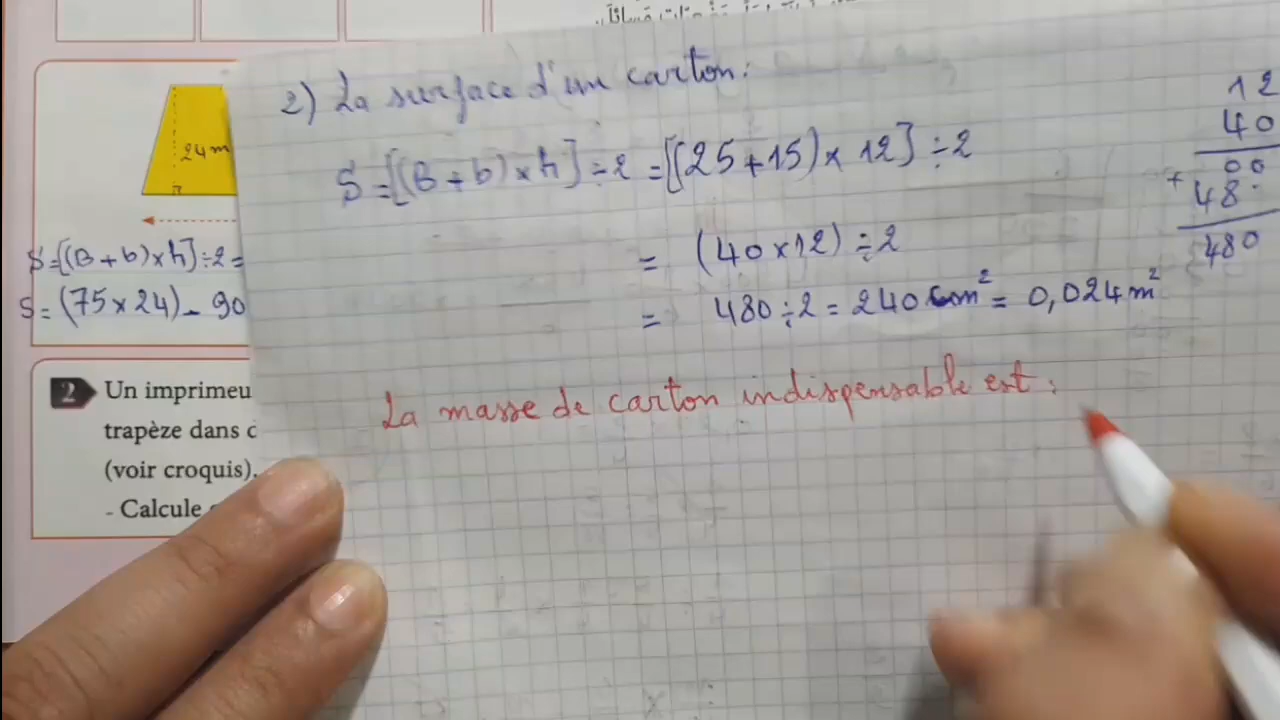 2) La surface d'un carton:
S = [(B + b) × h] ÷ 2 = [(25 + 15) × 12] ÷ 2
= (40 × 12) ÷ 2
= 480 ÷ 2 = 240 cm² = 0,024 m²
La masse de carton indispensable est :
12
40
00
+ 48.
480
24 m
S = [(B + b) × h] ÷ 2 =
S = (75 × 24) - 90
2 Un imprimeu
trapèze dans c
(voir croquis).
- Calcule